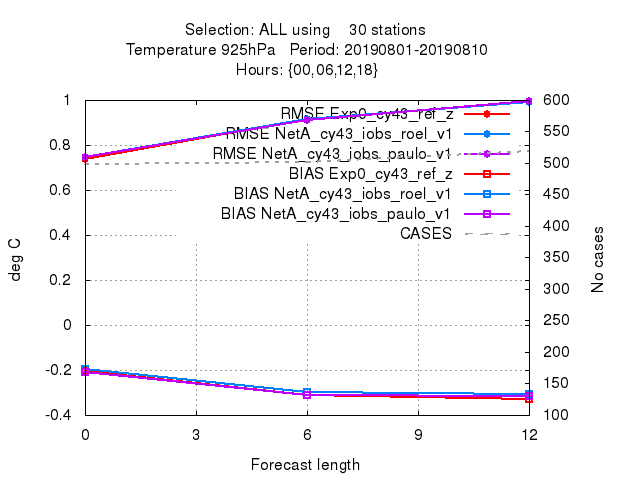 Selection: ALL using 30 stations
Temperature 925hPa Period: 20190801-20190810
Hours: {00,06,12,18}
1
0.8
0.6
0.4
0.2
0
-0.2
-0.4
deg C
RMSE Exp0_cy43_ref_z
RMSE NetA_cy43_iobs_roel_v1
RMSE NetA_cy43_iobs_paulo_v1
BIAS Exp0_cy43_ref_z
BIAS NetA_cy43_iobs_roel_v1
BIAS NetA_cy43_iobs_paulo_v1
CASES
600
550
500
450
400
350
300
250
200
150
100
No cases
0 3 6 9 12
Forecast length